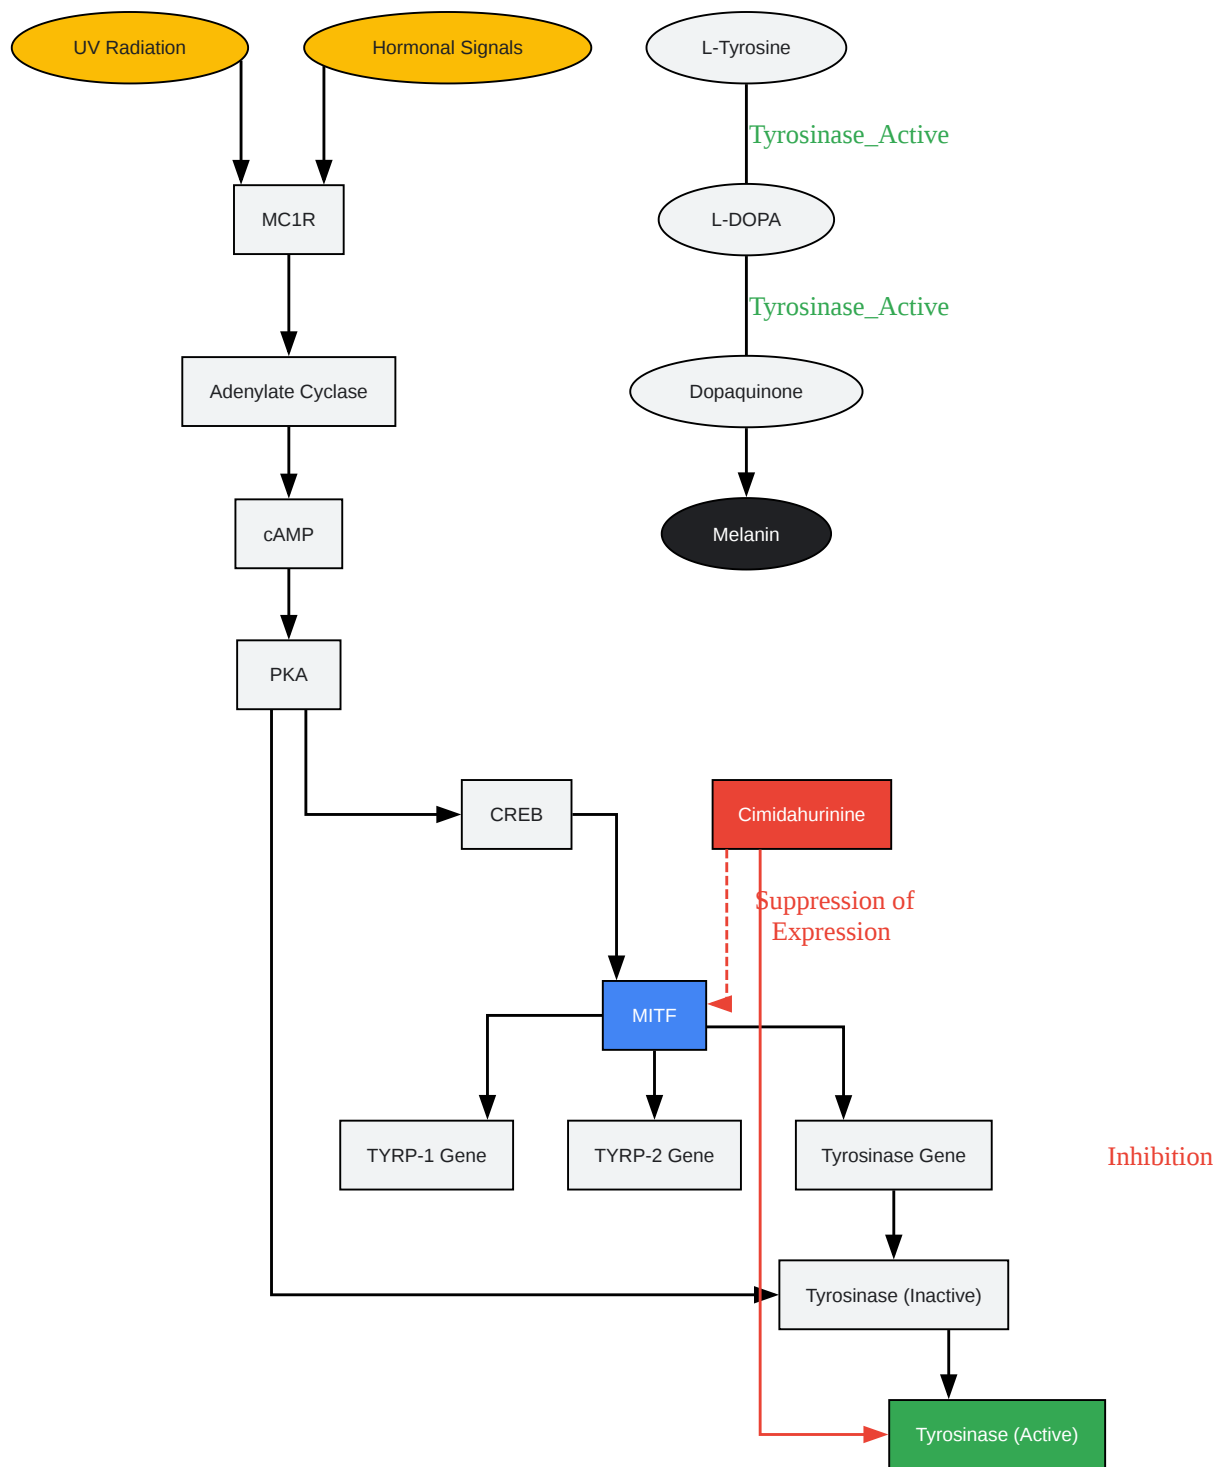 UV Radiation
Hormonal Signals
L-Tyrosine
Tyrosinase_Active
MC1R
L-DOPA
Tyrosinase_Active
Adenylate Cyclase
Dopaquinone
cAMP
Melanin
PKA
CREB
Cimidahurinine
Suppression of
Expression
MITF
TYRP-1 Gene
TYRP-2 Gene
Tyrosinase Gene
Inhibition
Tyrosinase (Inactive)
Tyrosinase (Active)